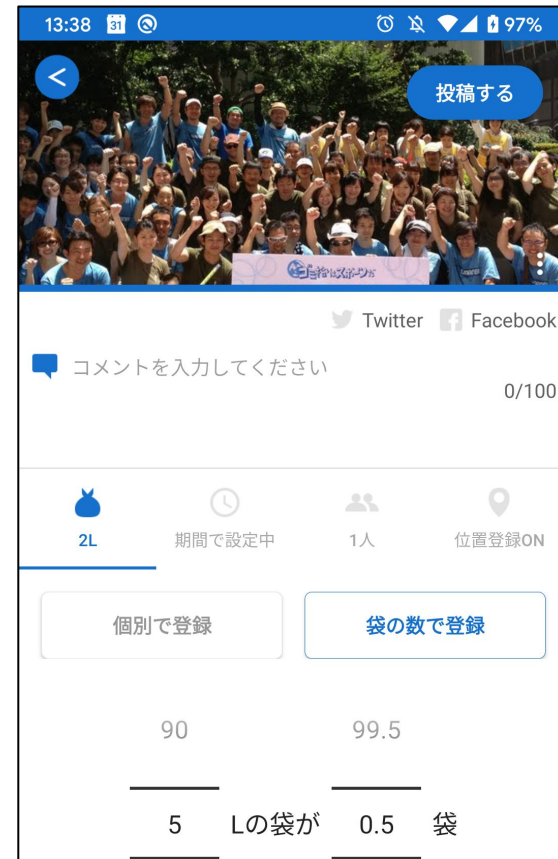 13:38 31 97%
<
投稿する
ゴミ拾いはスポーツだ
Twitter Facebook
コメントを入力してください
0/100
2L 期間で設定中 1人 位置登録ON
個別で登録 袋の数で登録
90 99.5
5 Lの袋が 0.5 袋